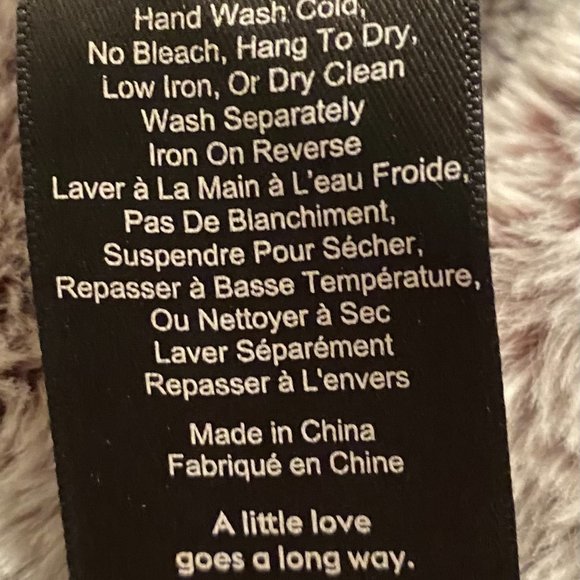 Hand Wash Cold,
No Bleach, Hang To Dry,
Low Iron, Or Dry Clean
Wash Separately
Iron On Reverse
Laver à La Main à L'eau Froide,
Pas De Blanchiment,
Suspendre Pour Sécher,
Repasser à Basse Température,
Ou Nettoyer à Sec
Laver Séparément
Repasser à L'envers
Made in China
Fabriqué en Chine
A little love
goes a long way.